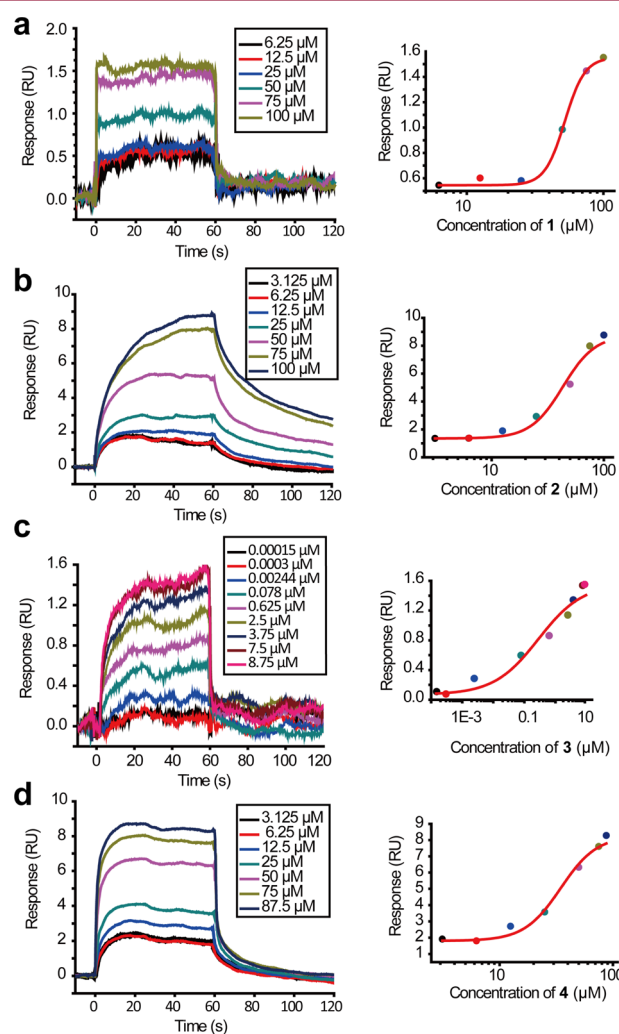 a
2.0
1.5
1.0
0.5
0.0
Response (RU)
0 20 40 60 80 100 120
Time (s)
6.25 µM
12.5 µM
25 µM
50 µM
75 µM
100 µM
1.6
1.4
1.2
1.0
0.8
0.6
Response (RU)
10 100
Concentration of 1 (µM)
b
10
8
6
4
2
0
Response (RU)
0 20 40 60 80 100 120
Time (s)
3.125 µM
6.25 µM
12.5 µM
25 µM
50 µM
75 µM
100 µM
10
8
6
4
2
0
Response (RU)
10 100
Concentration of 2 (µM)
c
1.6
1.2
0.8
0.4
0.0
Response (RU)
0 20 40 60 80 100 120
Time (s)
0.00015 µM
0.0003 µM
0.00244 µM
0.078 µM
0.625 µM
2.5 µM
3.75 µM
7.5 µM
8.75 µM
1.6
1.2
0.8
0.4
0.0
Response (RU)
1E-3 0.1 10
Concentration of 3 (µM)
d
10
8
6
4
2
0
Response (RU)
0 20 40 60 80 100 120
Time (s)
3.125 µM
6.25 µM
12.5 µM
25 µM
50 µM
75 µM
87.5 µM
9
8
7
6
5
4
3
2
1
Response (RU)
10 100
Concentration of 4 (µM)